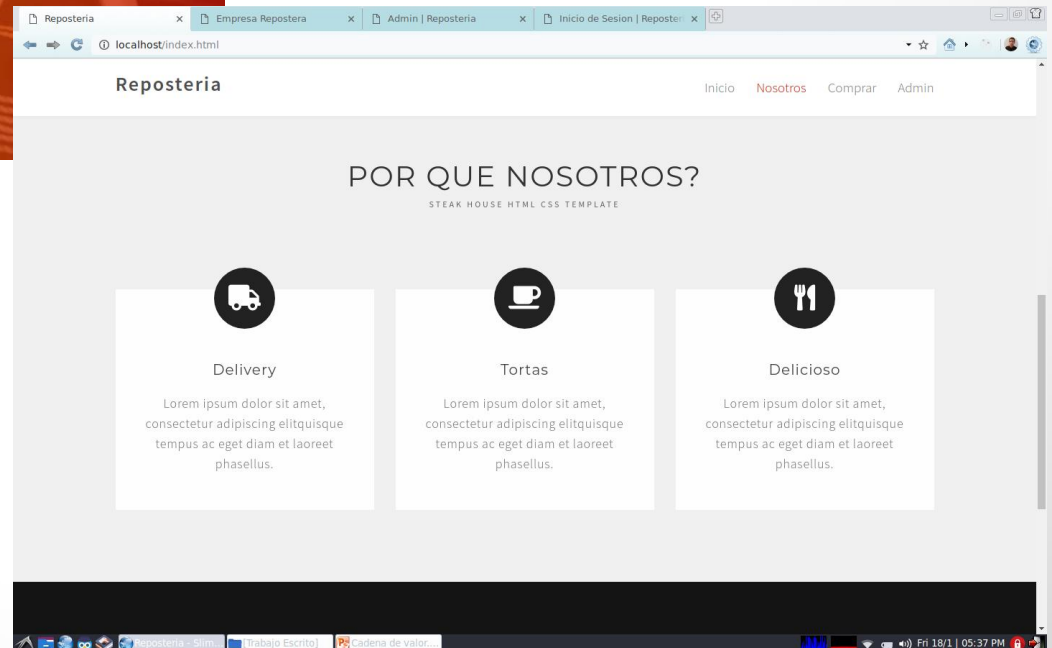 Reposteria
Empresa Repostera
Admin | Reposteria
Inicio de Sesion | Reposter
localhost/index.html
Reposteria
Inicio Nosotros Comprar Admin
POR QUE NOSOTROS?
STEAK HOUSE HTML CSS TEMPLATE
Delivery
Lorem ipsum dolor sit amet,
consectetur adipiscing elitquisque
tempus ac eget diam et laoreet
phasellus.
Tortas
Lorem ipsum dolor sit amet,
consectetur adipiscing elitquisque
tempus ac eget diam et laoreet
phasellus.
Delicioso
Lorem ipsum dolor sit amet,
consectetur adipiscing elitquisque
tempus ac eget diam et laoreet
phasellus.
Reposteria - Slim...
[Trabajo Escrito]
Cadena de valor....
Fri 18/1 | 05:37 PM